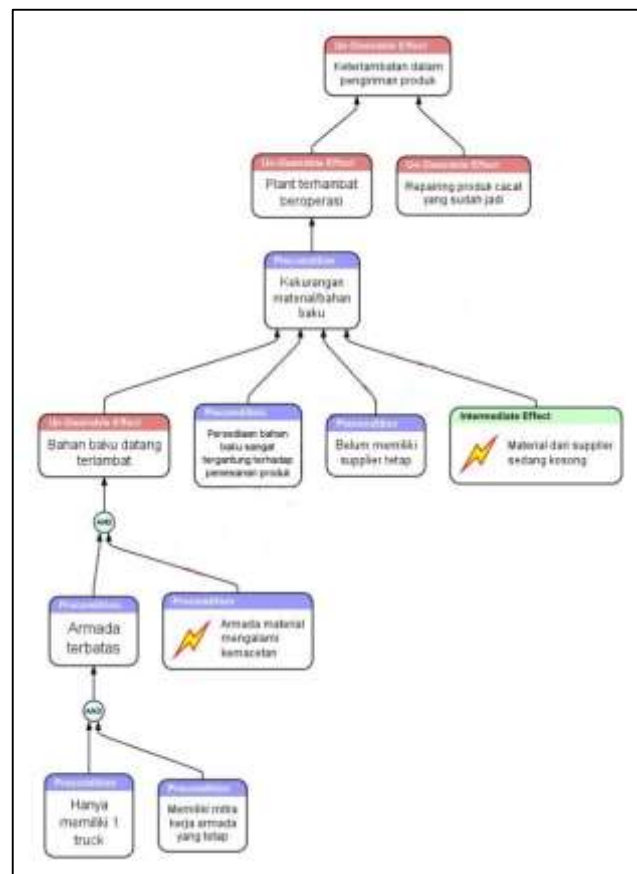 Un-Desirable Effect
Keterlambatan dalam
pengiriman produk
Un-Desirable Effect
Plant terhambat
beroperasi
Un-Desirable Effect
Repairing produk cacat
yang sudah jadi
Precondition
Kekurangan
material/bahan
baku
Un-Desirable Effect
Bahan baku datang
terlambat
Precondition
Persediaan bahan
baku sangat
tergantung terhadap
pemesanan produk
Precondition
Belum memiliki
supplier tetap
Intermediate Effect
Material dari supplier
sedang kosong
AND
Precondition
Armada
terbatas
Precondition
Armada material
mengalami
kemacetan
AND
Precondition
Hanya
memiliki 1
truck
Precondition
Memiliki mitra
kerja armada
yang tetap